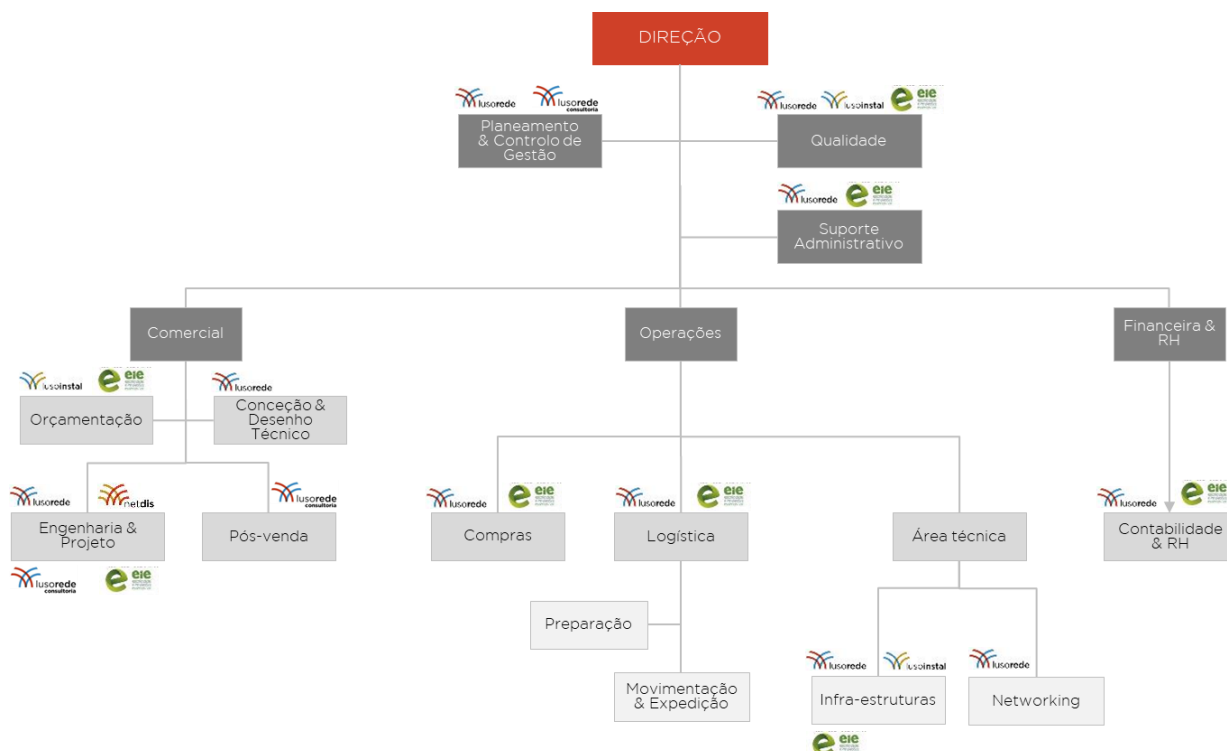 DIREÇÃO
lusorede
lusorede
consultoria
lusorede
lusoinstal
eie
Planeamento
& Controlo de
Gestão
Qualidade
lusorede
eie
Suporte
Administrativo
Comercial
Operações
Financeira &
RH
lusoinstal
eie
lusorede
Orçamentação
Conceção &
Desenho
Técnico
lusorede
netdis
lusorede
consultoria
Engenharia &
Projeto
Pós-venda
lusorede
consultoria
eie
lusorede
eie
lusorede
eie
lusorede
eie
Compras
Logística
Área técnica
Contabilidade
& RH
Preparação
Movimentação
& Expedição
lusorede
lusoinstal
lusorede
Infra-estruturas
Networking
eie